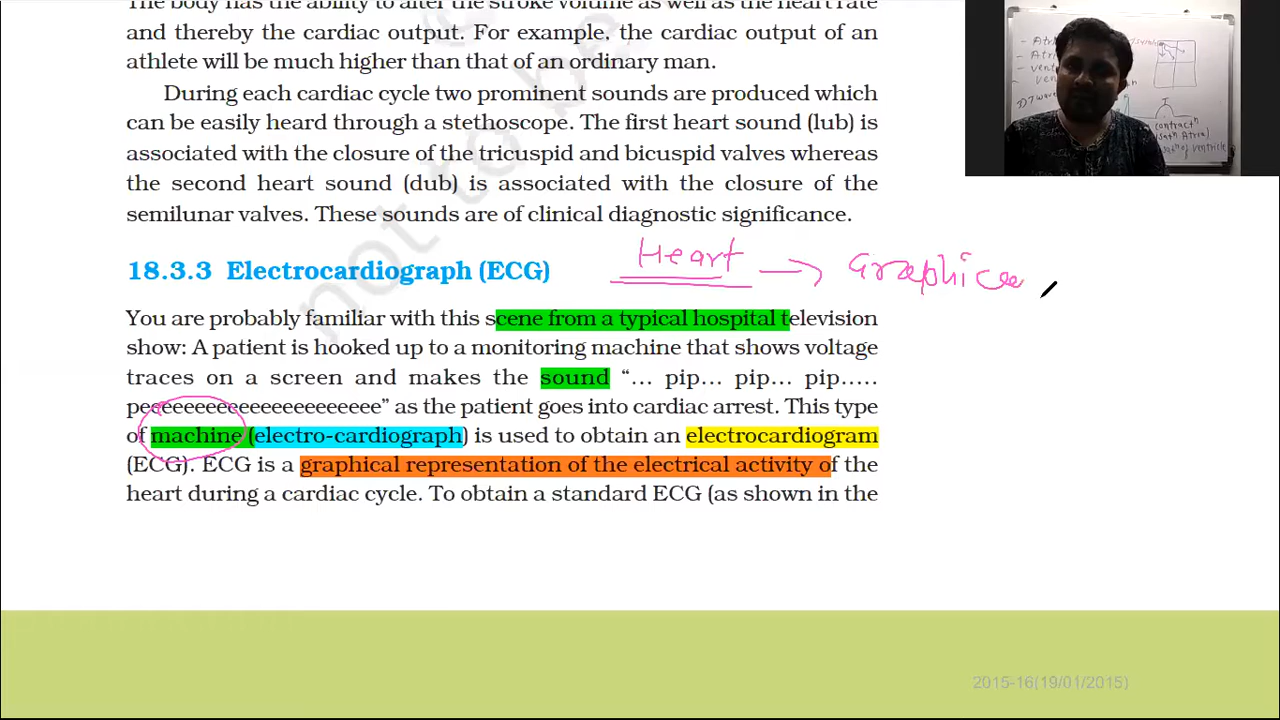 The body has the ability to alter the stroke volume as well as the heart rate
and thereby the cardiac output. For example, the cardiac output of an
athlete will be much higher than that of an ordinary man.
During each cardiac cycle two prominent sounds are produced which
can be easily heard through a stethoscope. The first heart sound (lub) is
associated with the closure of the tricuspid and bicuspid valves whereas
the second heart sound (dub) is associated with the closure of the
semilunar valves. These sounds are of clinical diagnostic significance.
18.3.3 Electrocardiograph (ECG)
Heart → Graphica
You are probably familiar with this scene from a typical hospital television
show: A patient is hooked up to a monitoring machine that shows voltage
traces on a screen and makes the sound “... pip... pip... pip.....
peeeeeeeeeeeeeeeeeeeeee” as the patient goes into cardiac arrest. This type
of machine (electro-cardiograph) is used to obtain an electrocardiogram
(ECG). ECG is a graphical representation of the electrical activity of the
heart during a cardiac cycle. To obtain a standard ECG (as shown in the
2015-16(19/01/2015)
not to be
contract^n
of ventricle